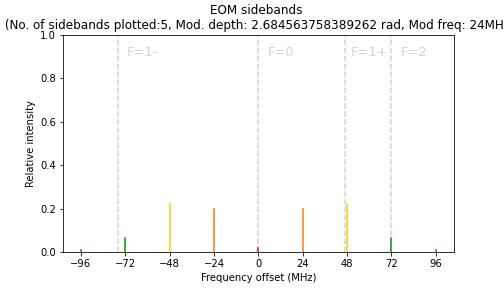 EOM sidebands
(No. of sidebands plotted:5, Mod. depth: 2.684563758389262 rad, Mod freq: 24MH
1.0
F=1-
F=0
F=1+
F=2
0.8
0.6
0.4
0.2
0.0
Relative intensity
−96
−72
−48
−24
0
24
48
72
96
Frequency offset (MHz)